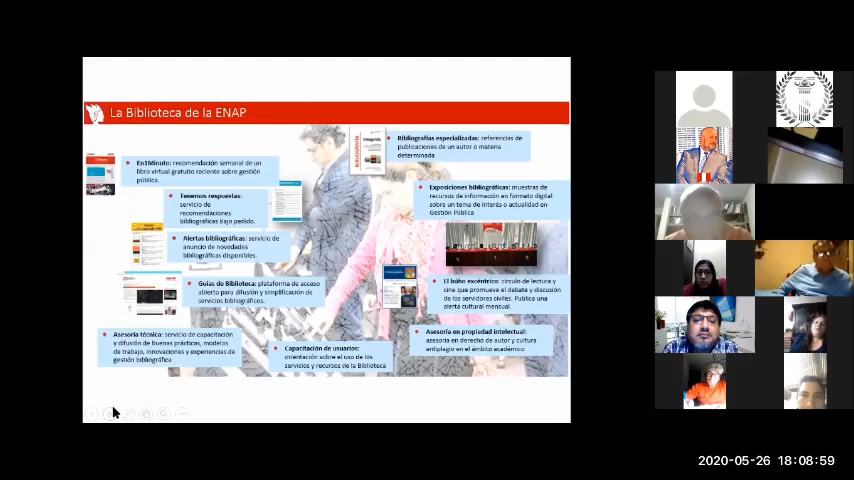 La Biblioteca de la ENAP
En1Minuto: recomendación semanal de un
libro virtual gratuito reciente sobre gestión
pública.
Tenemos respuestas:
servicio de
recomendaciones
bibliográficas bajo pedido.
Alertas bibliográficas: servicio de
anuncio de novedades
bibliográficas disponibles.
Guías de Biblioteca: plataforma de acceso
abierto para difusión y simplificación de
servicios bibliográficos.
Asesoría técnica: servicio de capacitación
y difusión de buenas prácticas, modelos
de trabajo, innovaciones y experiencias de
gestión bibliográfica
Capacitación de usuarios:
orientación sobre el uso de los
servicios y recursos de la Biblioteca
Bibliografías especializadas: referencias de
publicaciones de un autor o materia
determinada
Exposiciones bibliográficas: muestras de
recursos de información en formato digital
sobre un tema de interés o actualidad en
Gestión Pública
El búho excéntrico: círculo de lectura y
cine que promueve el debate y discusión
de los servidores civiles. Publica una
alerta cultural mensual.
Asesoría en propiedad intelectual:
asesoría en derecho de autor y cultura
antiplagio en el ámbito académico
2020-05-26 18:08:59